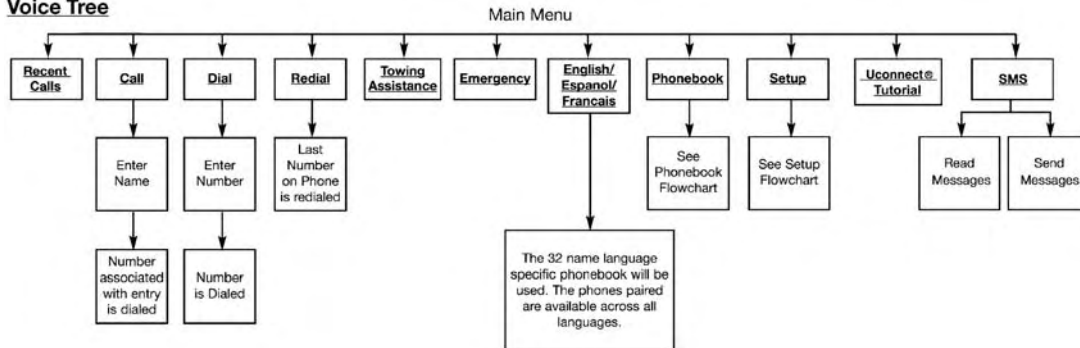 Voice Tree
Main Menu
Recent
Calls
Call
Dial
Redial
Towing
Assistance
Emergency
English/
Espanol/
Francais
Phonebook
Setup
Uconnect®
Tutorial
SMS
Enter
Name
Enter
Number
Last
Number
on Phone
is redialed
See
Phonebook
Flowchart
See Setup
Flowchart
Read
Messages
Send
Messages
Number
associated
with entry
is dialed
Number
is Dialed
The 32 name language
specific phonebook will be
used. The phones paired
are available across all
languages.